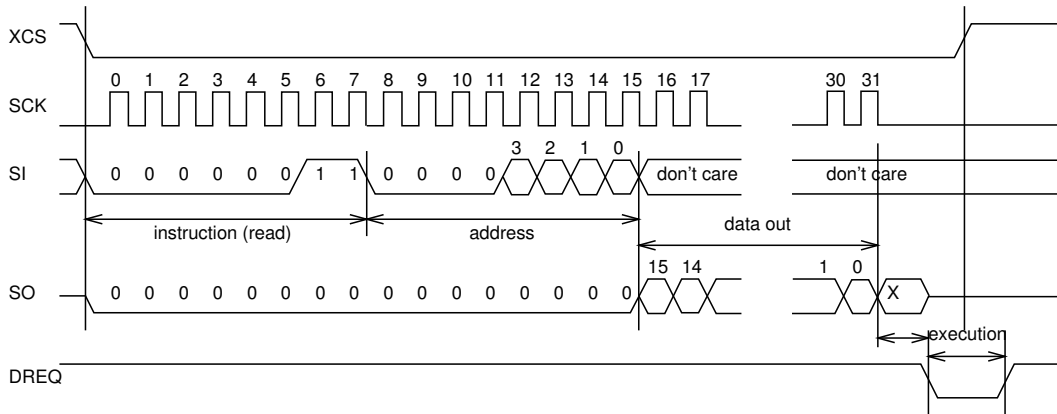 XCS
0 1 2 3 4 5 6 7 8 9 10 11 12 13 14 15 16 17 30 31
SCK
3 2 1 0
SI 0 0 0 0 0 0 1 1 0 0 0 0 don't care don't care
instruction (read) address data out
15 14 1 0
SO 0 0 0 0 0 0 0 0 0 0 0 0 0 0 0 0 X
execution
DREQ